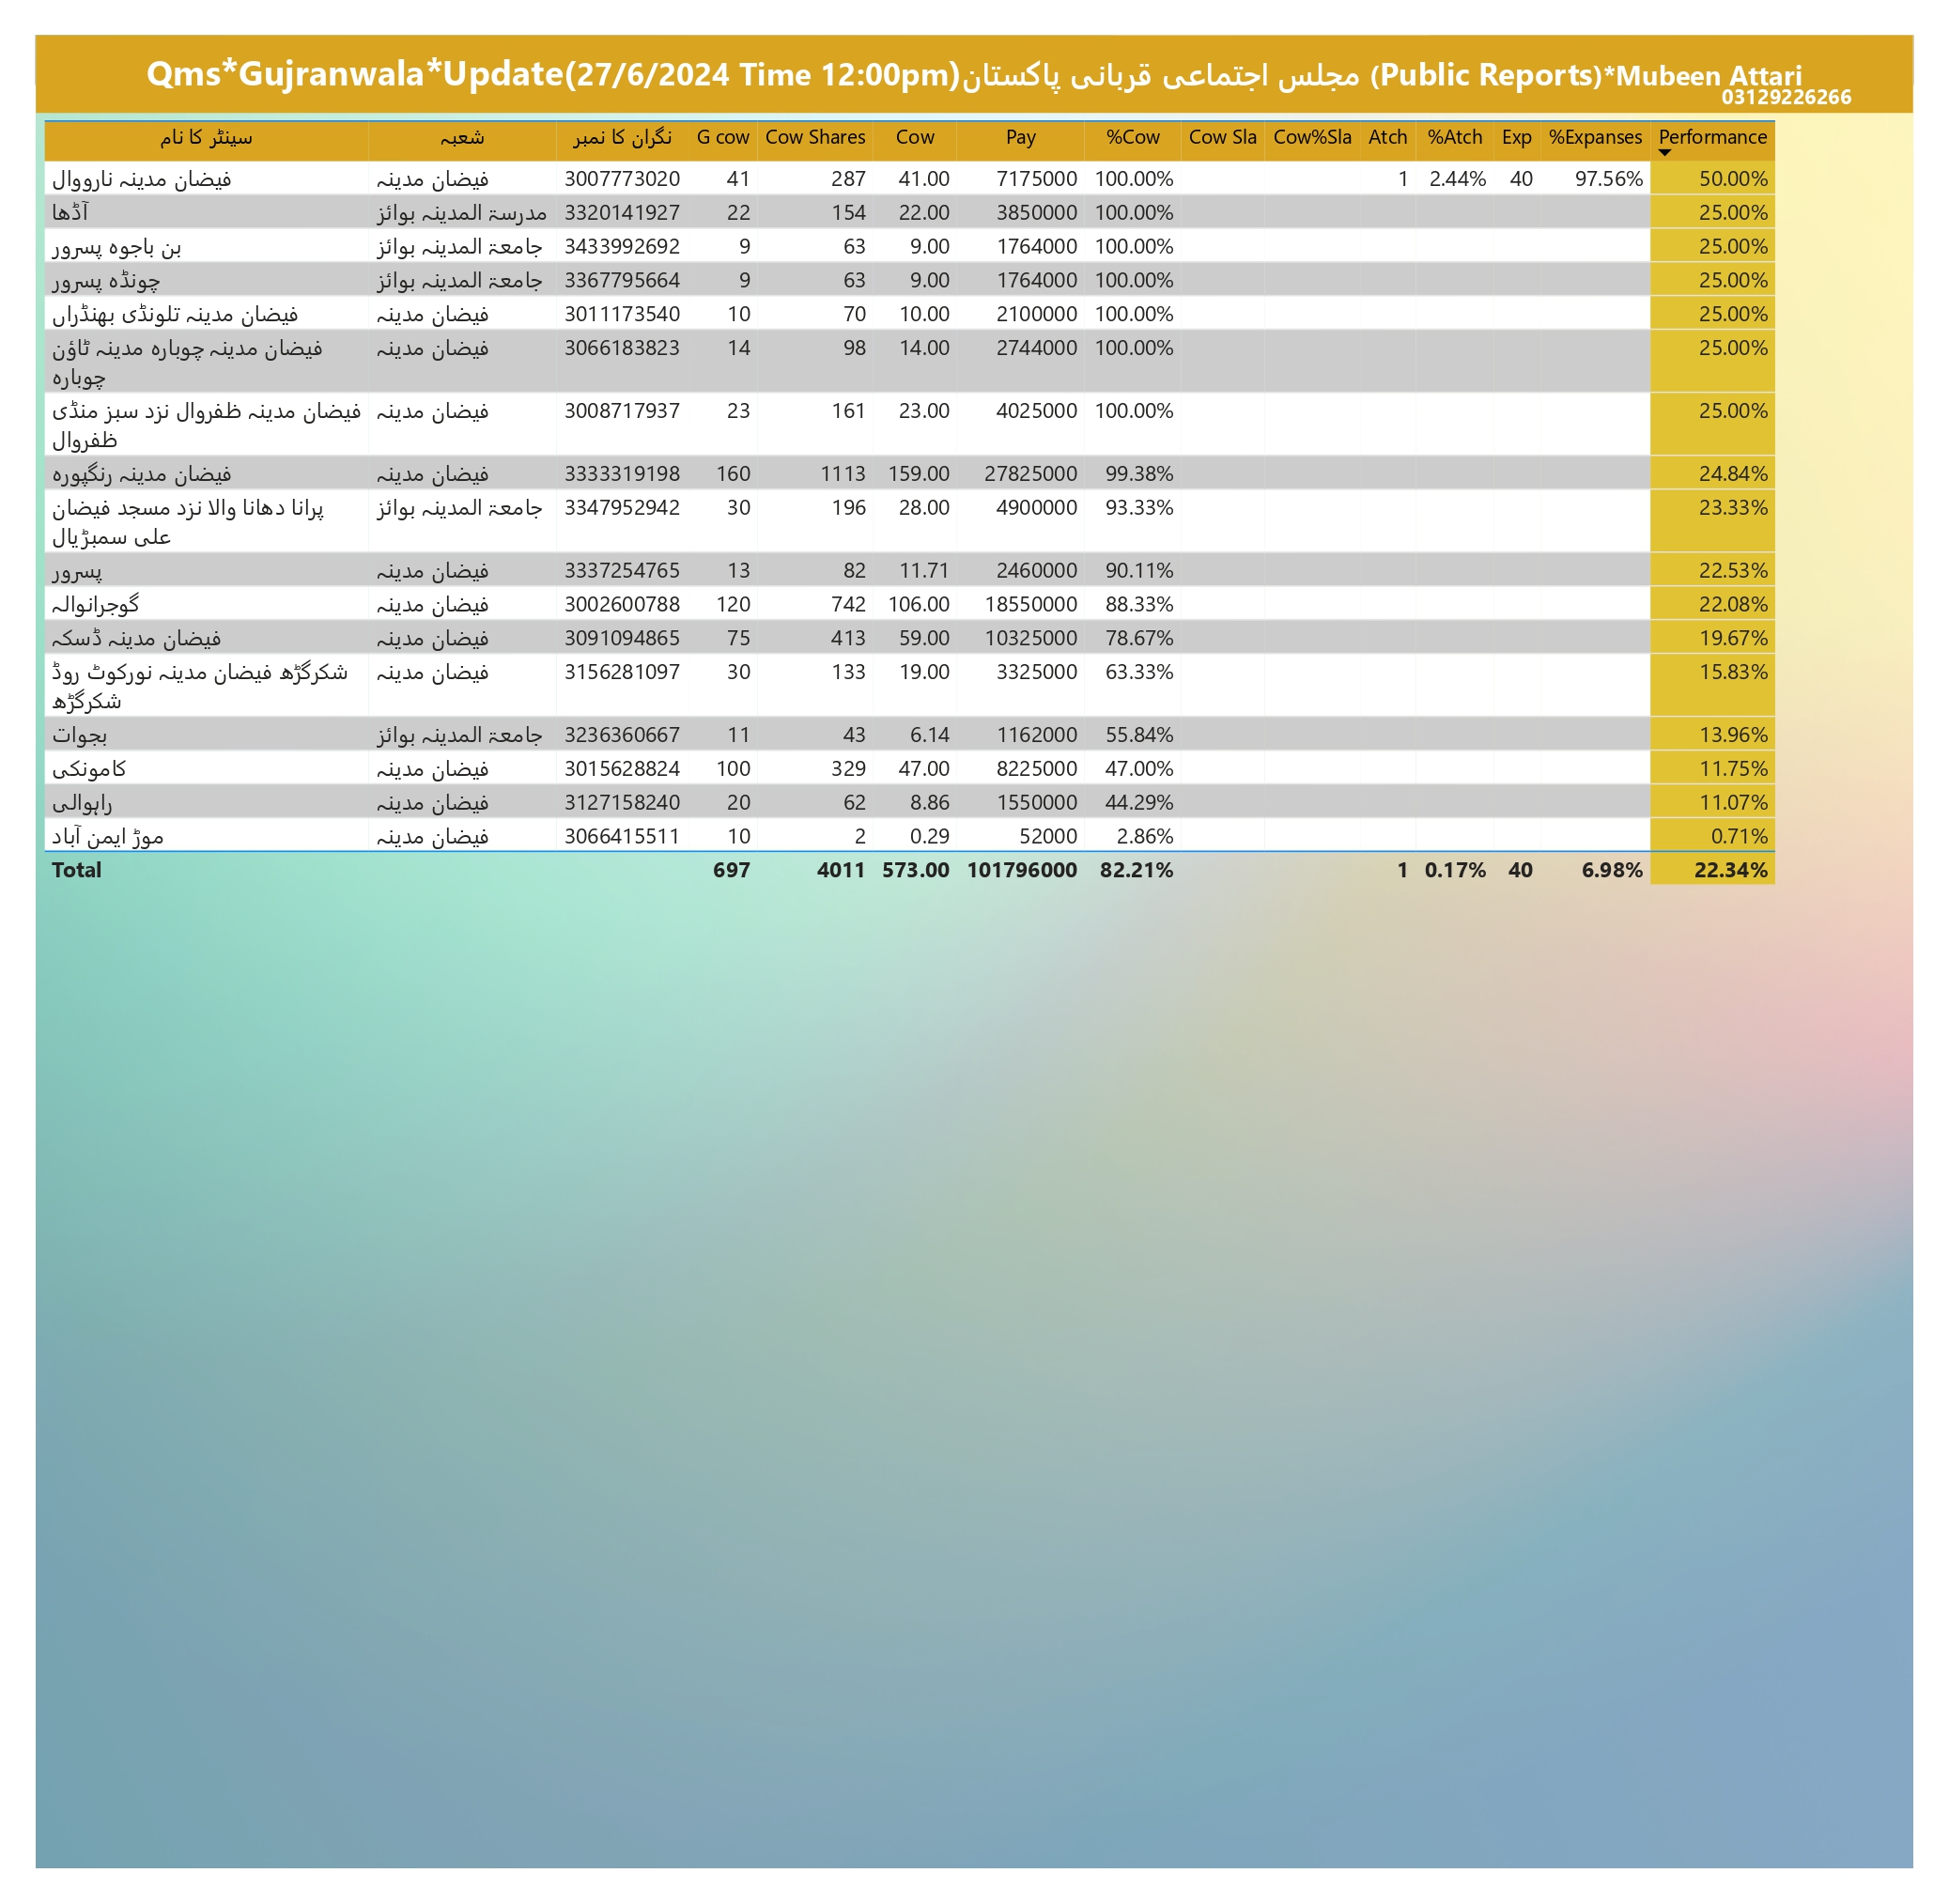 Qms*Gujranwala*Update(27/6/2024 Time 12:00pm)مجلس اجتماعی قربانی پاکستان (Public Reports)*Mubeen Attari
03129226266
سینٹر کا نام شعبہ نگران کا نمبر G cow Cow Shares Cow Pay %Cow Cow Sla Cow%Sla Atch %Atch Exp %Expanses Performance
فیضان مدینہ نارووال فیضان مدینہ 3007773020 41 287 41.00 7175000 100.00% 1 2.44% 40 97.56% 50.00%
آڈھا مدرسۃ المدینہ بوائز 3320141927 22 154 22.00 3850000 100.00% 25.00%
بن باجوہ پسرور جامعۃ المدینہ بوائز 3433992692 9 63 9.00 1764000 100.00% 25.00%
چونڈہ پسرور جامعۃ المدینہ بوائز 3367795664 9 63 9.00 1764000 100.00% 25.00%
فیضان مدینہ تلونڈی بھنڈراں فیضان مدینہ 3011173540 10 70 10.00 2100000 100.00% 25.00%
فیضان مدینہ چوبارہ مدینہ ٹاؤن فیضان مدینہ 3066183823 14 98 14.00 2744000 100.00% 25.00%
چوبارہ
فیضان مدینہ ظفروال نزد سبز منڈی فیضان مدینہ 3008717937 23 161 23.00 4025000 100.00% 25.00%
ظفروال
فیضان مدینہ رنگپورہ فیضان مدینہ 3333319198 160 1113 159.00 27825000 99.38% 24.84%
پرانا دھانا والا نزد مسجد فیضان جامعۃ المدینہ بوائز 3347952942 30 196 28.00 4900000 93.33% 23.33%
علی سمبڑیال
پسرور فیضان مدینہ 3337254765 13 82 11.71 2460000 90.11% 22.53%
گوجرانوالہ فیضان مدینہ 3002600788 120 742 106.00 18550000 88.33% 22.08%
فیضان مدینہ ڈسکہ فیضان مدینہ 3091094865 75 413 59.00 10325000 78.67% 19.67%
شکرگڑھ فیضان مدینہ نورکوٹ روڈ فیضان مدینہ 3156281097 30 133 19.00 3325000 63.33% 15.83%
شکرگڑھ
بجوات جامعۃ المدینہ بوائز 3236360667 11 43 6.14 1162000 55.84% 13.96%
کامونکی فیضان مدینہ 3015628824 100 329 47.00 8225000 47.00% 11.75%
راہوالی فیضان مدینہ 3127158240 20 62 8.86 1550000 44.29% 11.07%
موڑ ایمن آباد فیضان مدینہ 3066415511 10 2 0.29 52000 2.86% 0.71%
Total 697 4011 573.00 101796000 82.21% 1 0.17% 40 6.98% 22.34%